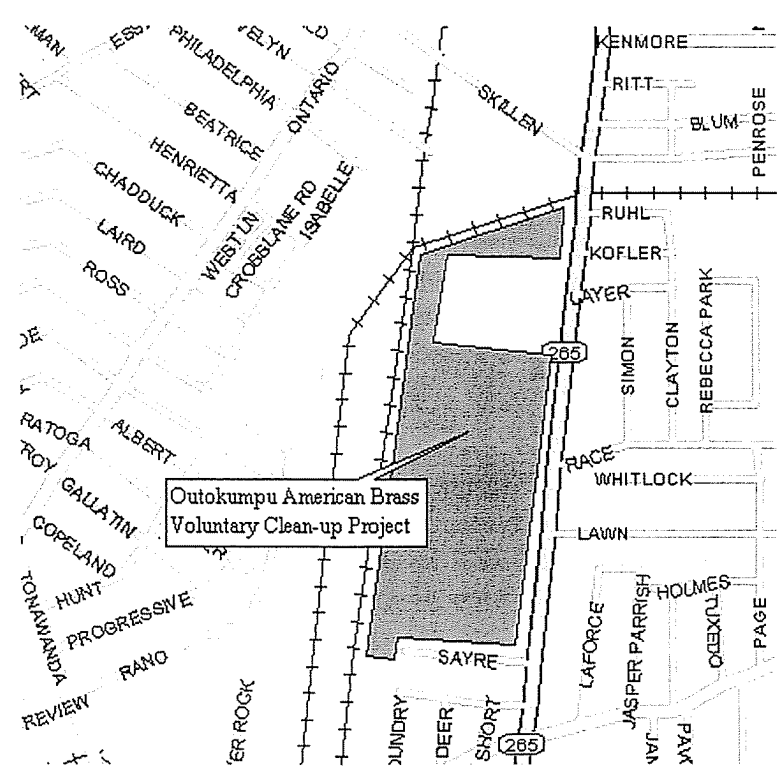 KENMORE
PHILADELPHIA
ONTARIO
RITT
SKILLEN
BEATRICE
BLUM
PENROSE
HENRIETTA
CHADDUCK
ISABELLE
CROSSLANE RD
WEST LN
RUHL
LAIRD
KOFLER
ROSS
LAYER
REBECCA PARK
265
SIMON
CLAYTON
ALBERT
RACE
WHITLOCK
GALLATIN
Outokumpu American Brass
Voluntary Clean-up Project
LAWN
COPELAND
HUNT
TONAWANDA
PROGRESSIVE
HOLMES
LAFORCE
JASPER PARRISH
TUXEDO
PAGE
RANO
SAYRE
REVIEW
DEER
SHORT
265